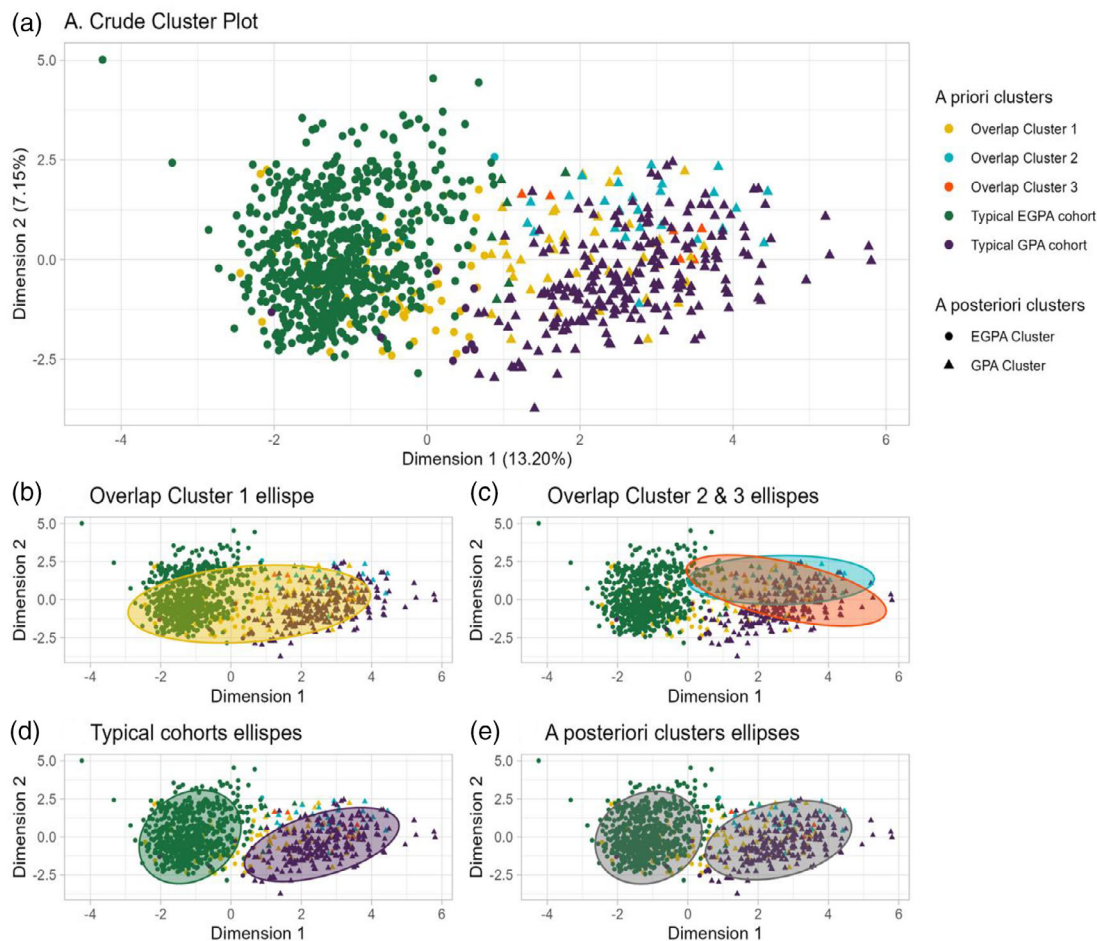 (a) A. Crude Cluster Plot
5.0
2.5
0.0
-2.5
Dimension 2 (7.15%)
-4 -2 0 2 4 6
Dimension 1 (13.20%)
A priori clusters
Overlap Cluster 1
Overlap Cluster 2
Overlap Cluster 3
Typical EGPA cohort
Typical GPA cohort
A posteriori clusters
EGPA Cluster
GPA Cluster
(b) Overlap Cluster 1 ellispe
5.0
2.5
0.0
-2.5
Dimension 2
-4 -2 0 2 4 6
Dimension 1
(c) Overlap Cluster 2 & 3 ellispes
5.0
2.5
0.0
-2.5
Dimension 2
-4 -2 0 2 4 6
Dimension 1
(d) Typical cohorts ellispes
5.0
2.5
0.0
-2.5
Dimension 2
-4 -2 0 2 4 6
Dimension 1
(e) A posteriori clusters ellipses
5.0
2.5
0.0
-2.5
Dimension 2
-4 -2 0 2 4 6
Dimension 1